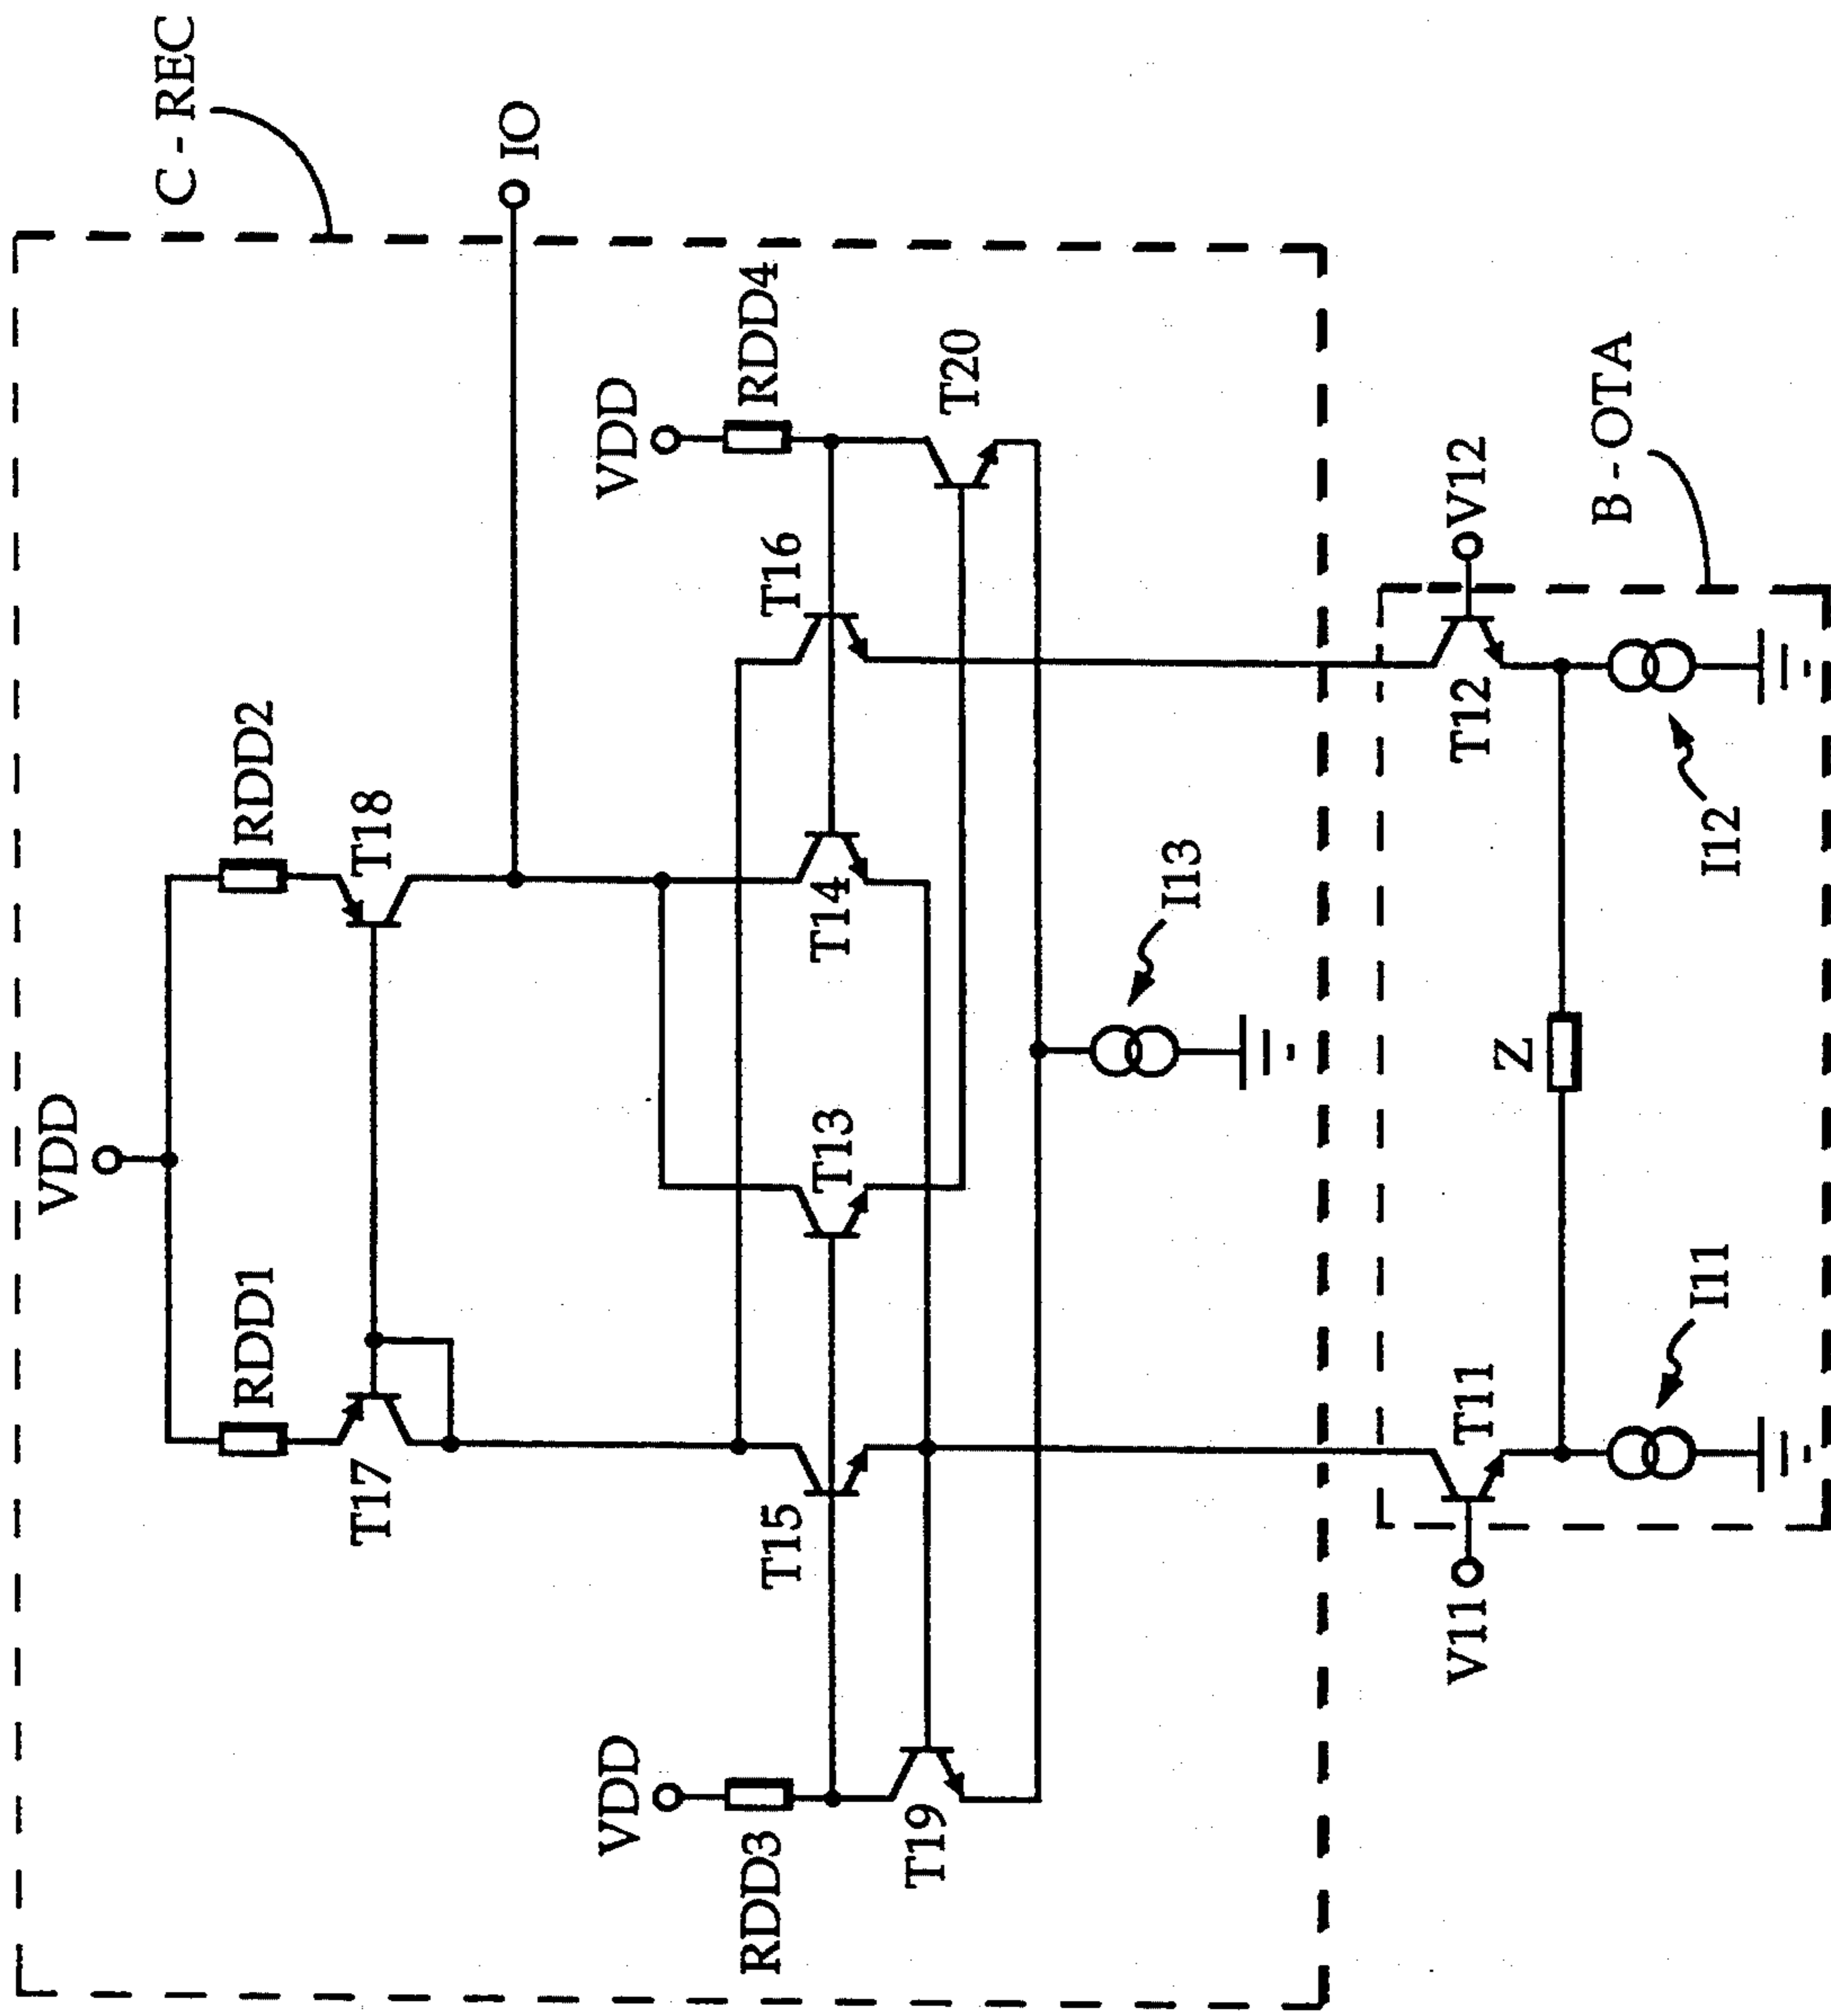 C - REC
VDD
RDD1
RDD2
T17
T18
IO
VDD
VDD
RDD3
RDD4
T15
T13
T14
T16
T19
T20
I13
B - OTA
V11
T11
T12
V12
Z
I11
I12